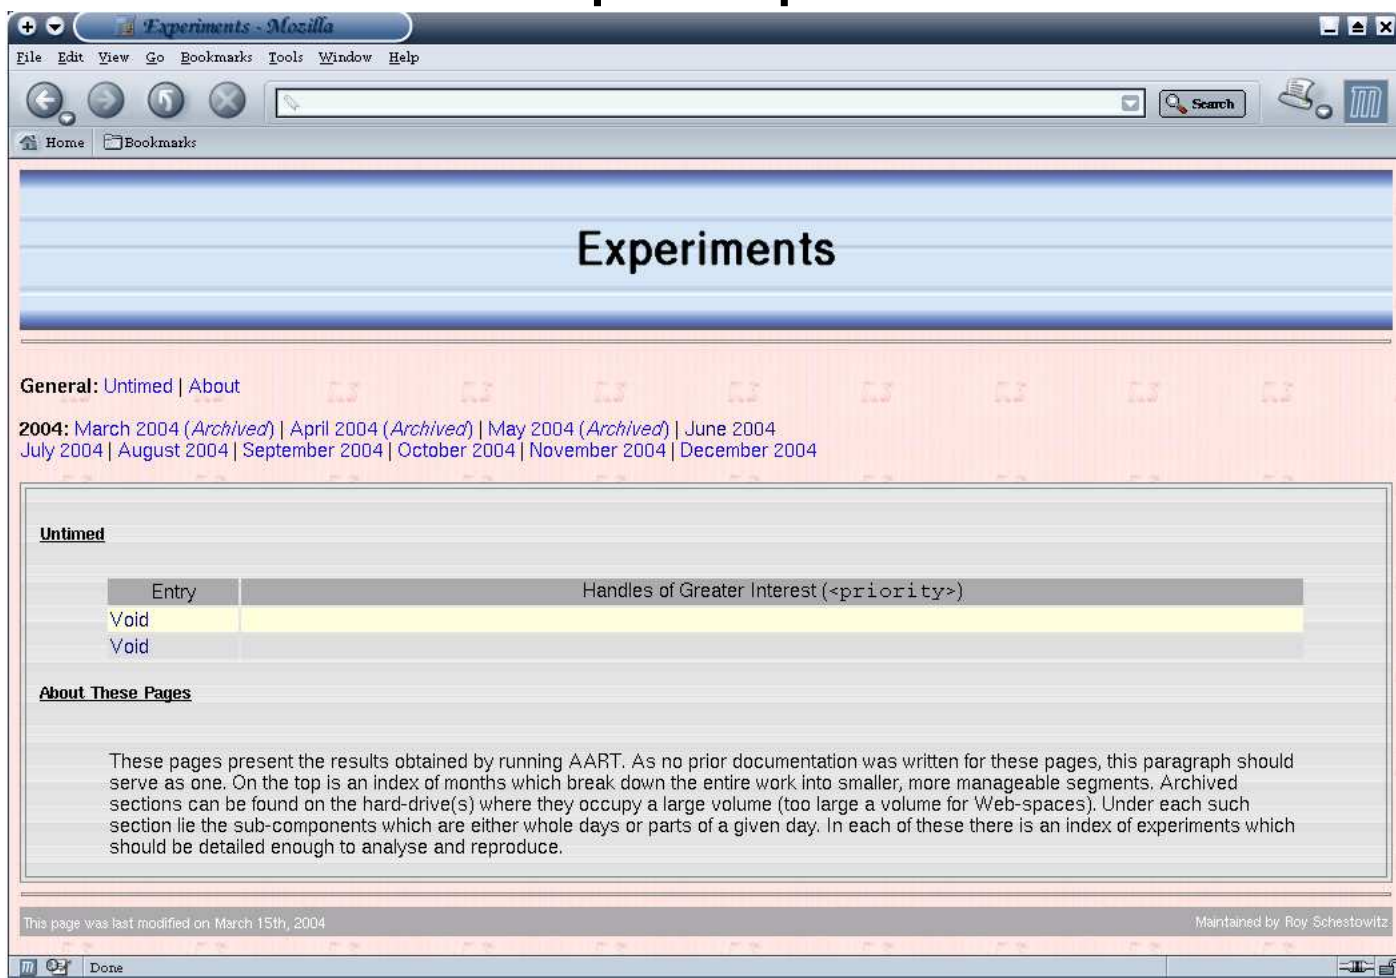 Experiments - Mozilla
File Edit View Go Bookmarks Tools Window Help
Search
Home Bookmarks
Experiments
General: Untimed | About
2004: March 2004 (Archived) | April 2004 (Archived) | May 2004 (Archived) | June 2004
July 2004 | August 2004 | September 2004 | October 2004 | November 2004 | December 2004
Untimed
Entry Handles of Greater Interest (<priority>)
Void
Void
About These Pages
These pages present the results obtained by running AART. As no prior documentation was written for these pages, this paragraph should
serve as one. On the top is an index of months which break down the entire work into smaller, more manageable segments. Archived
sections can be found on the hard-drive(s) where they occupy a large volume (too large a volume for Web-spaces). Under each such
section lie the sub-components which are either whole days or parts of a given day. In each of these there is an index of experiments which
should be detailed enough to analyse and reproduce.
This page was last modified on March 15th, 2004 Maintained by Roy Schestowitz
Done